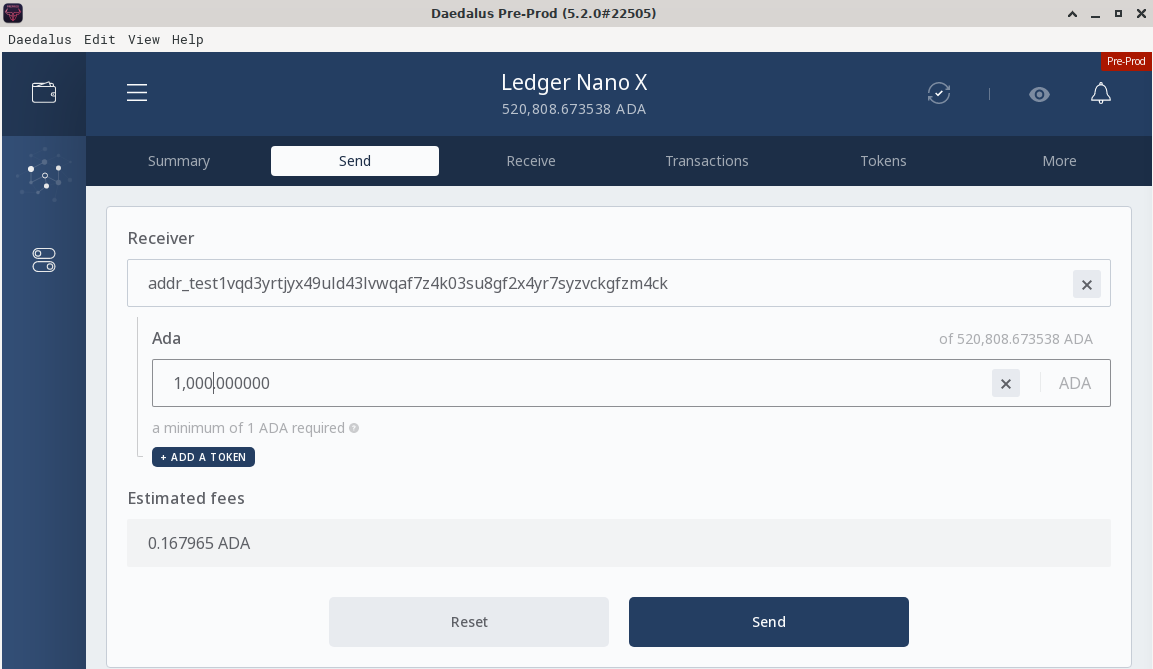 Daedalus Pre-Prod (5.2.0#22505)
Daedalus Edit View Help
Pre-Prod
Ledger Nano X
520,808.673538 ADA
Summary Send Receive Transactions Tokens More
Receiver
addr_test1vqd3yrtjyx49uld43lvwqaf7z4k03su8gf2x4yr7syzvckgfzm4ck
Ada of 520,808.673538 ADA
1,000.000000 ADA
a minimum of 1 ADA required
+ ADD A TOKEN
Estimated fees
0.167965 ADA
Reset Send